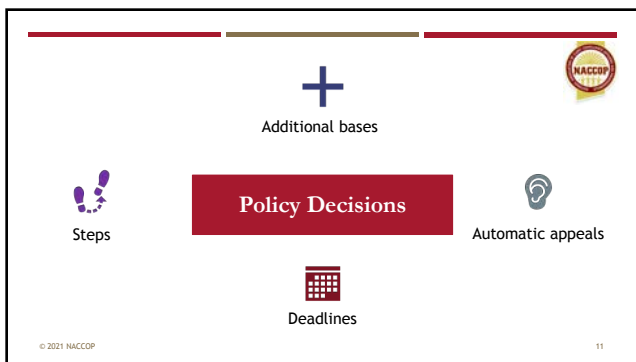 NACCOP
Additional bases
Steps
Policy Decisions
Automatic appeals
Deadlines
© 2021 NACCOP
11